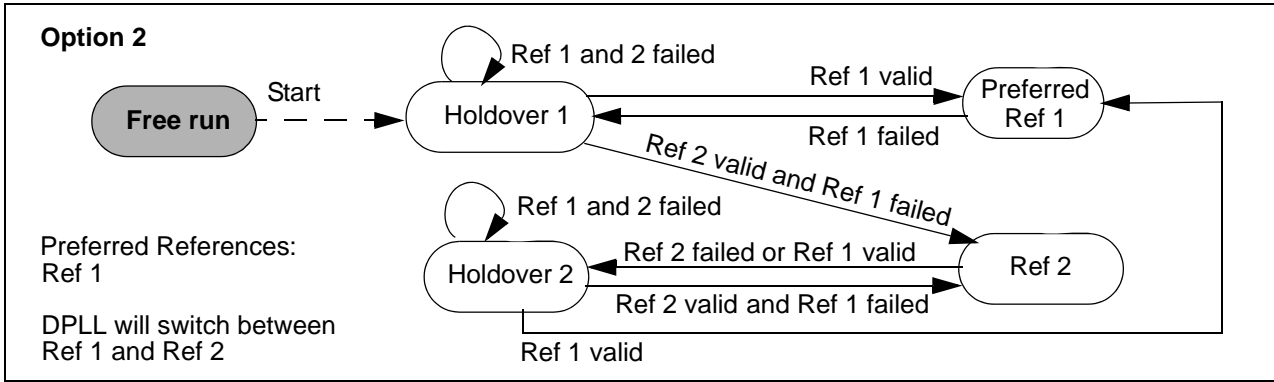 Option 2
Ref 1 and 2 failed
Start
Free run
Holdover 1
Ref 1 valid
Ref 1 failed
Preferred
Ref 1
Ref 2 valid and Ref 1 failed
Ref 1 and 2 failed
Preferred References:
Ref 1
Holdover 2
Ref 2 failed or Ref 1 valid
Ref 2 valid and Ref 1 failed
Ref 2
DPLL will switch between
Ref 1 and Ref 2
Ref 1 valid